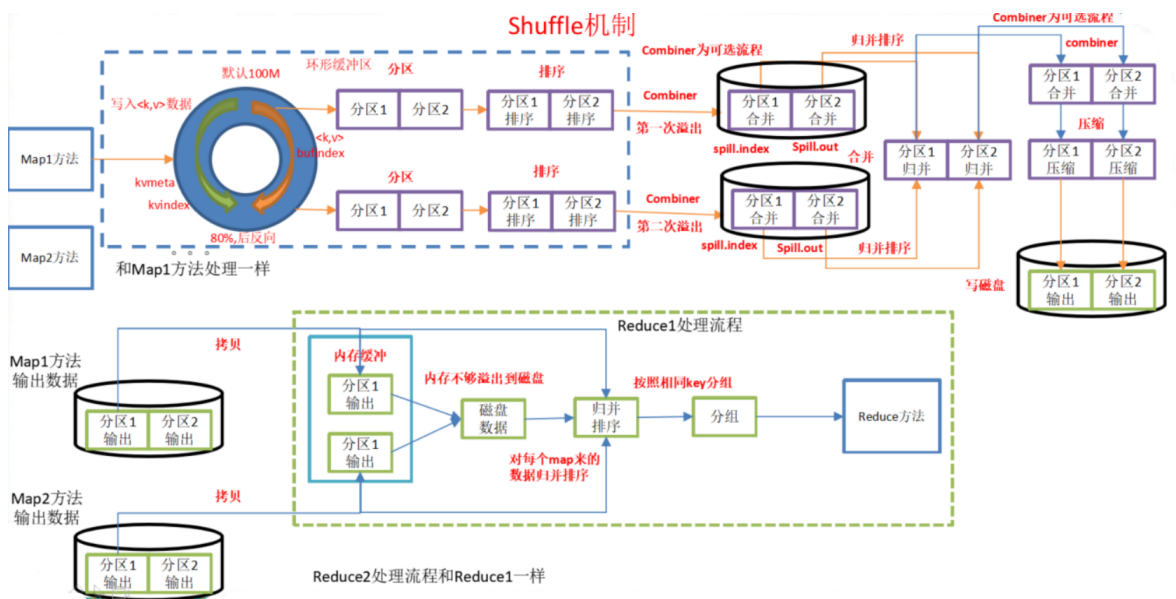 Shuffle机制
Combiner为可选流程
默认100M
环形缓冲区
分区
排序
Combiner为可选流程
归并排序
combiner
写入<k,v>数据
分区1
分区2
分区1
排序
分区2
排序
Combiner
第一次溢出
分区1
合并
分区2
合并
分区1
合并
分区2
合并
压缩
<k,v>
bufindex
spill.index
Spill.out
合并
分区1
归并
分区2
归并
分区1
压缩
分区2
压缩
Map1方法
kvmeta
kvindex
分区
排序
分区1
分区2
分区1
排序
分区2
排序
Combiner
第二次溢出
分区1
合并
分区2
合并
spill.index
Spill.out
归并排序
80%,后反向
Map2方法
。。。
和Map1方法处理一样
写磁盘
分区1
输出
分区2
输出
Reduce1处理流程
Map1方法
输出数据
拷贝
内存缓冲
分区1
输出
内存不够溢出到磁盘
按照相同key分组
分区1
输出
分区2
输出
磁盘
数据
归并
排序
分组
Reduce方法
分区1
输出
对每个map来的
数据归并排序
Map2方法
输出数据
拷贝
分区1
输出
分区2
输出
Reduce2处理流程和Reduce1一样